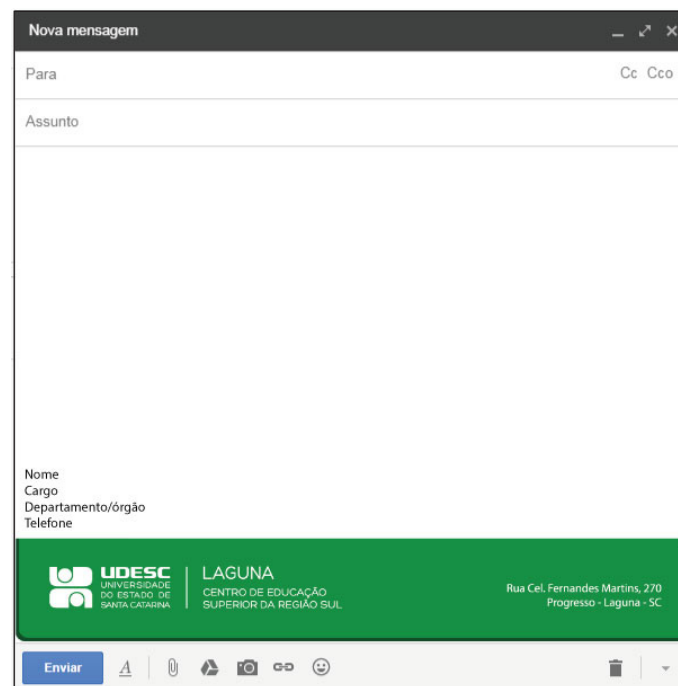 Nova mensagem
Para Cc Cco
Assunto
Nome
Cargo
Departamento/órgão
Telefone
UDESC
UNIVERSIDADE
DO ESTADO DE
SANTA CATARINA
LAGUNA
CENTRO DE EDUCAÇÃO
SUPERIOR DA REGIÃO SUL
Rua Cel. Fernandes Martins, 270
Progresso - Laguna - SC
Enviar A